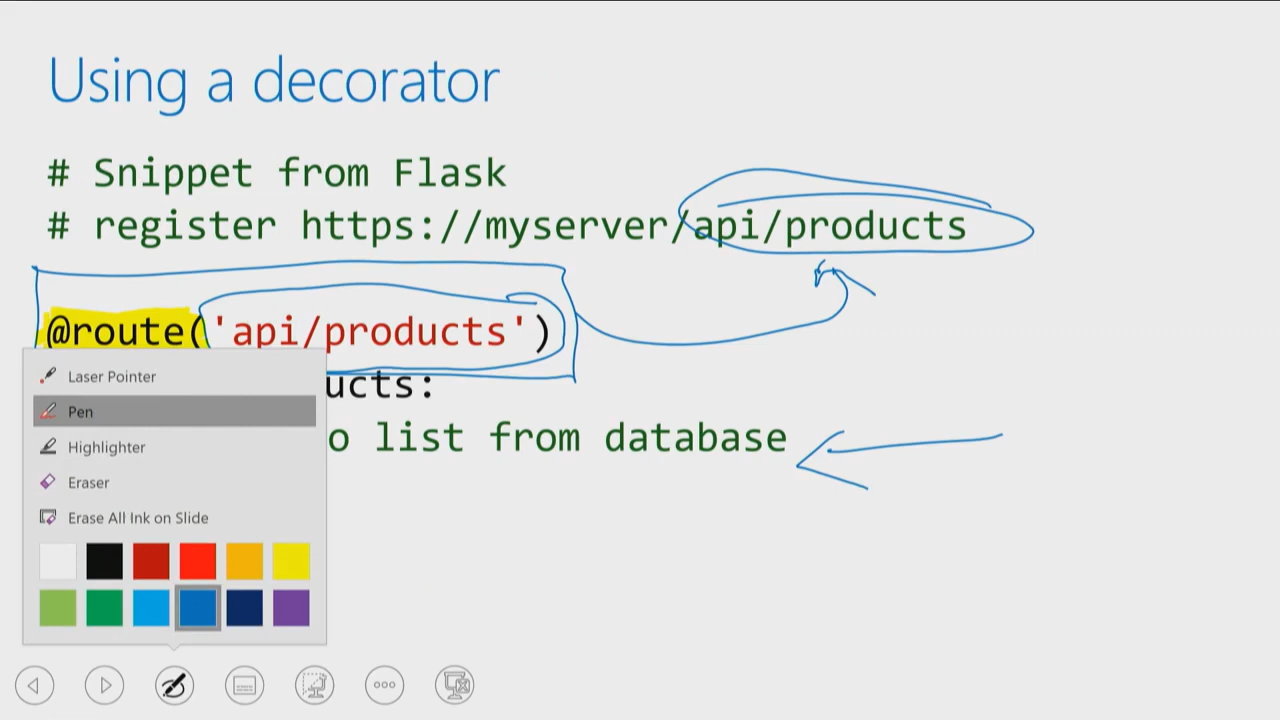 Using a decorator
# Snippet from Flask
# register https://myserver/api/products
@route('api/products')
ucts:
o list from database
Laser Pointer
Pen
Highlighter
Eraser
Erase All Ink on Slide